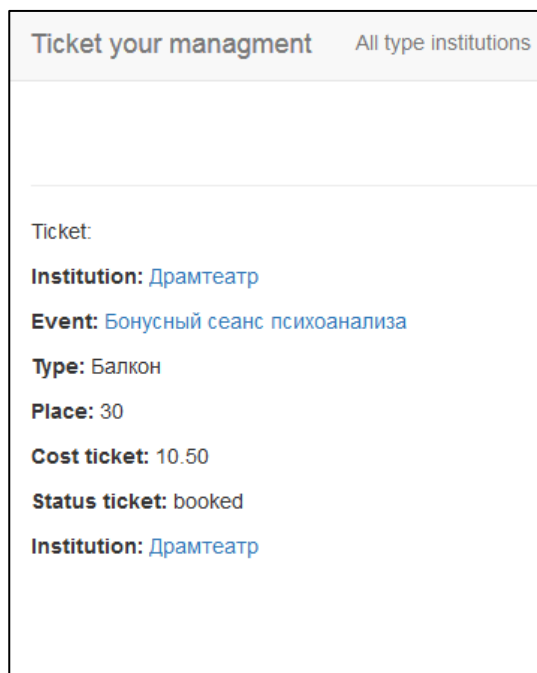 Ticket your managment All type institutions
Ticket:
Institution: Драмтеатр
Event: Бонусный сеанс психоанализа
Type: Балкон
Place: 30
Cost ticket: 10.50
Status ticket: booked
Institution: Драмтеатр